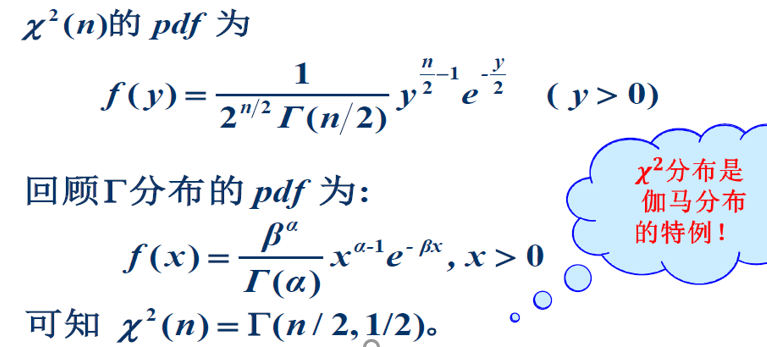 χ²(n)的 pdf 为
f(y) = 1 / (2^{n/2} Γ(n/2)) y^{n/2-1} e^{-y/2} ( y > 0)
回顾Γ分布的 pdf 为:
f(x) = β^α / Γ(α) x^{α-1} e^{-βx}, x > 0
可知 χ²(n) = Γ(n / 2, 1/2)。
χ²分布是
伽马分布
的特例!